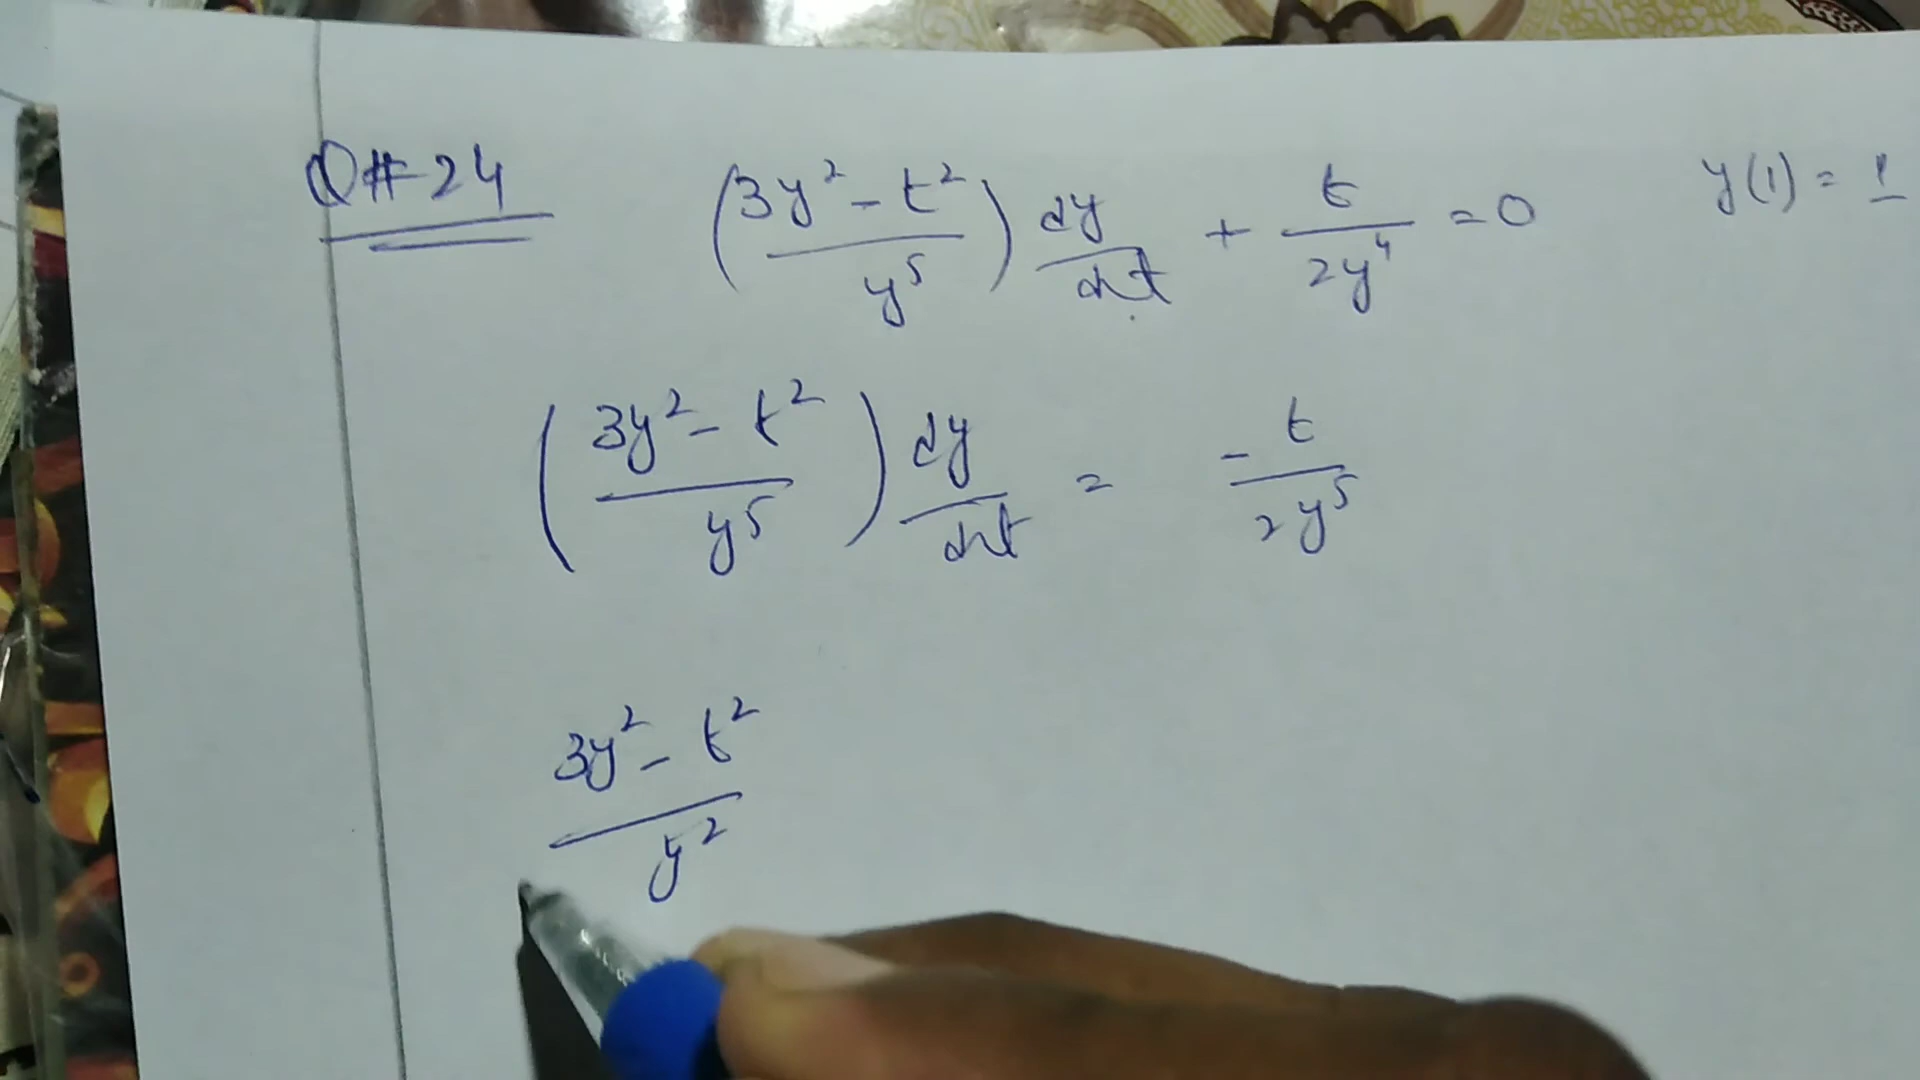 Q#24 (3y² - t² / y⁵) dy/dt + t/2y⁴ = 0 y(1) = 1
(3y² - t² / y⁵) dy/dt = - t/2y⁵
3y² - t² / y²